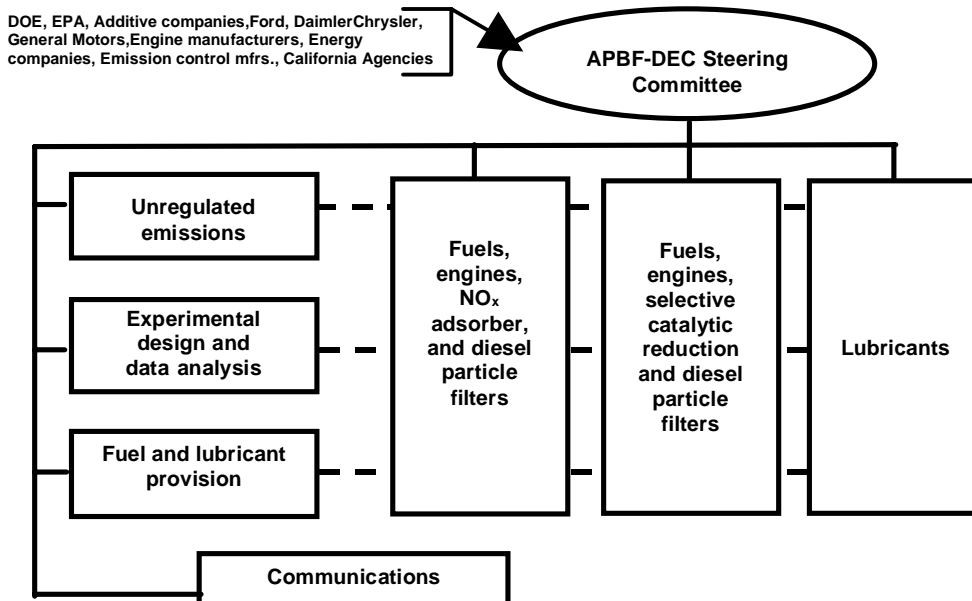 DOE, EPA, Additive companies,Ford, DaimlerChrysler,
General Motors,Engine manufacturers, Energy
companies, Emission control mfrs., California Agencies
APBF-DEC Steering
Committee
Unregulated
emissions
Experimental
design and
data analysis
Fuel and lubricant
provision
Fuels,
engines,
NOx
adsorber,
and diesel
particle
filters
Fuels,
engines,
selective
catalytic
reduction
and diesel
particle
filters
Lubricants
Communications